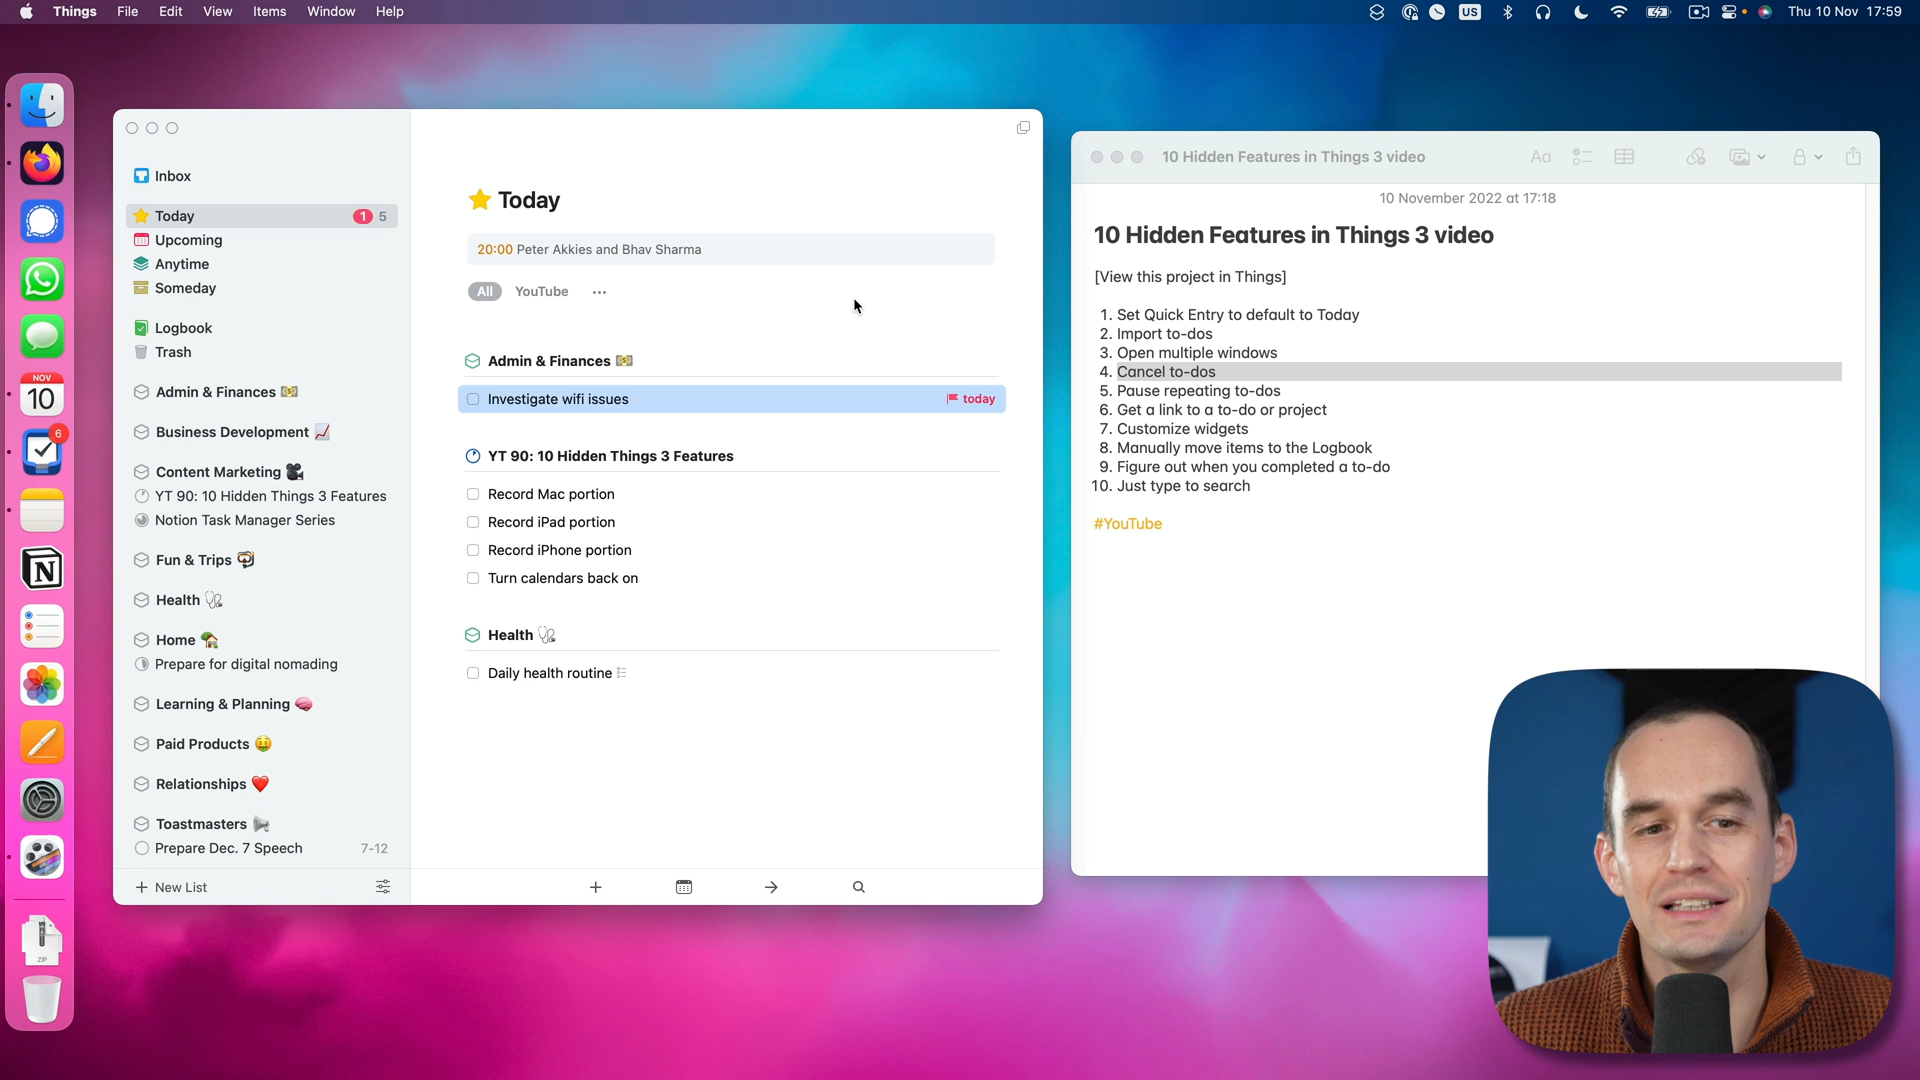 Things File Edit View Items Window Help
US
Thu 10 Nov 17:59
NOV
10
6
N
ZIP
Inbox
Today 1 5
Upcoming
Anytime
Someday
Logbook
Trash
Admin & Finances
Business Development
Content Marketing
YT 90: 10 Hidden Things 3 Features
Notion Task Manager Series
Fun & Trips
Health
Home
Prepare for digital nomading
Learning & Planning
Paid Products
Relationships
Toastmasters
Prepare Dec. 7 Speech 7-12
New List
Today
20:00 Peter Akkies and Bhav Sharma
All YouTube ...
Admin & Finances
Investigate wifi issues today
YT 90: 10 Hidden Things 3 Features
Record Mac portion
Record iPad portion
Record iPhone portion
Turn calendars back on
Health
Daily health routine
10 Hidden Features in Things 3 video
Aa
10 November 2022 at 17:18
10 Hidden Features in Things 3 video
[View this project in Things]
1. Set Quick Entry to default to Today
2. Import to-dos
3. Open multiple windows
4. Cancel to-dos
5. Pause repeating to-dos
6. Get a link to a to-do or project
7. Customize widgets
8. Manually move items to the Logbook
9. Figure out when you completed a to-do
10. Just type to search
#YouTube